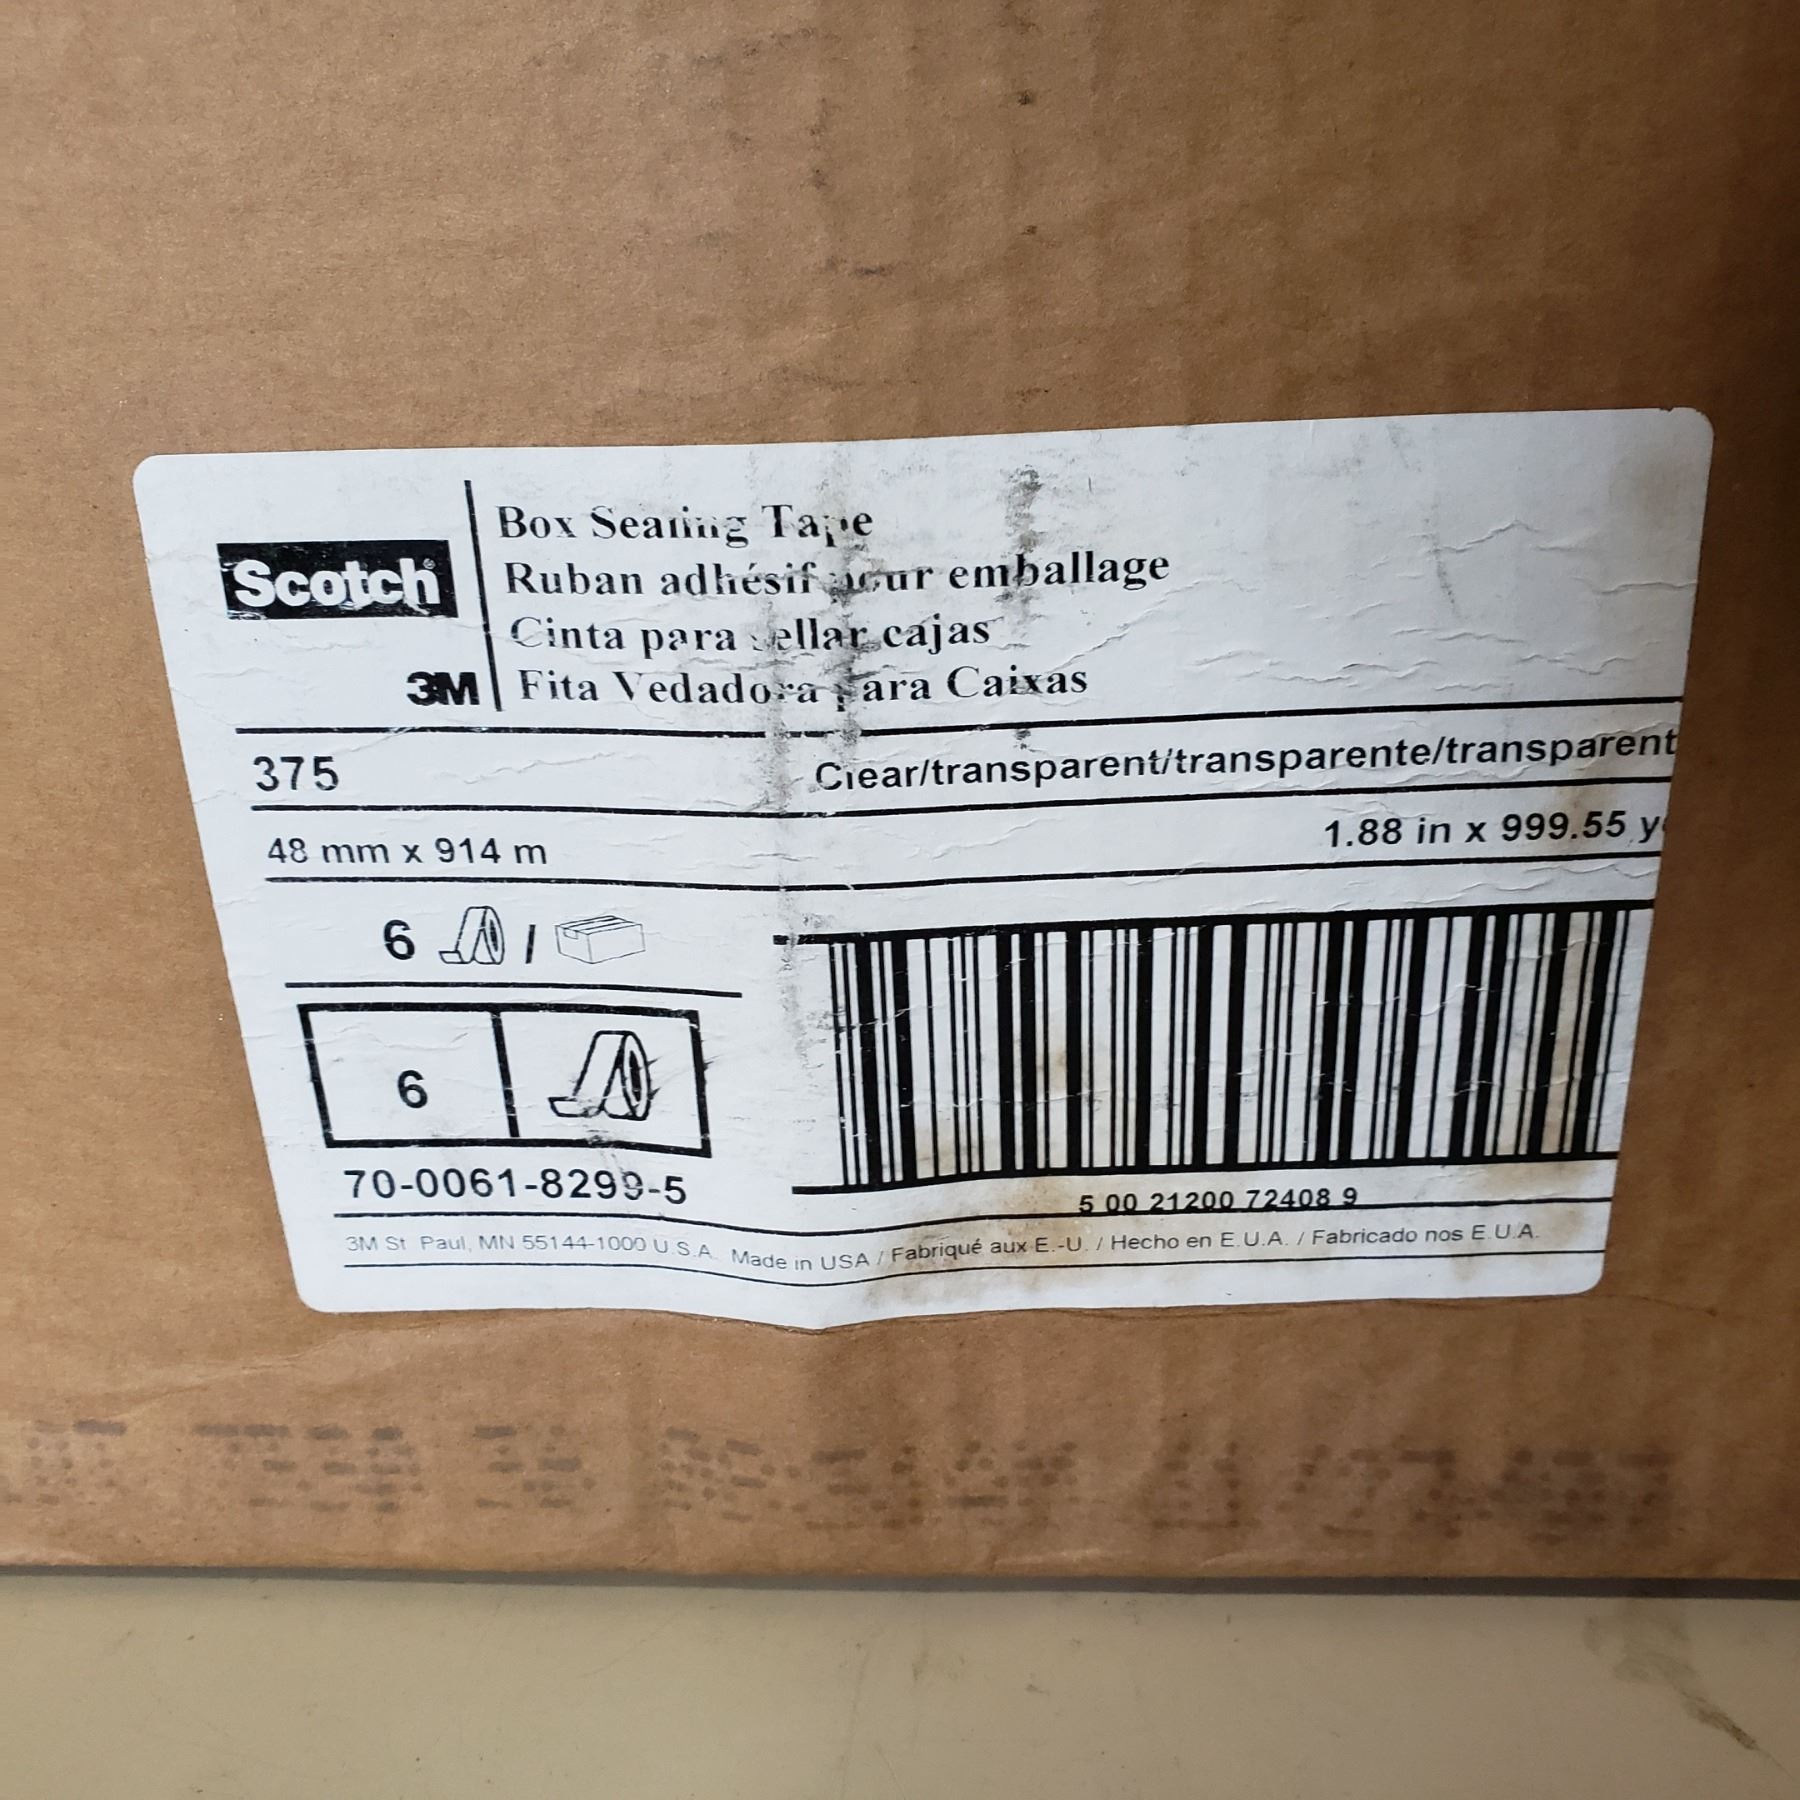 Scotch
3M
Box Sealing Tape
Ruban adhésif pour emballage
Cinta para sellar cajas
Fita Vedadora para Caixas
375
Clear/transparent/transparente/transparent
48 mm x 914 m
1.88 in x 999.55 y
6 /
6
70-0061-8299-5
5 00 21200 72408 9
3M St. Paul, MN 55144-1000 U.S.A. Made in USA / Fabriqué aux E.-U. / Hecho en E.U.A. / Fabricado nos E.U.A.